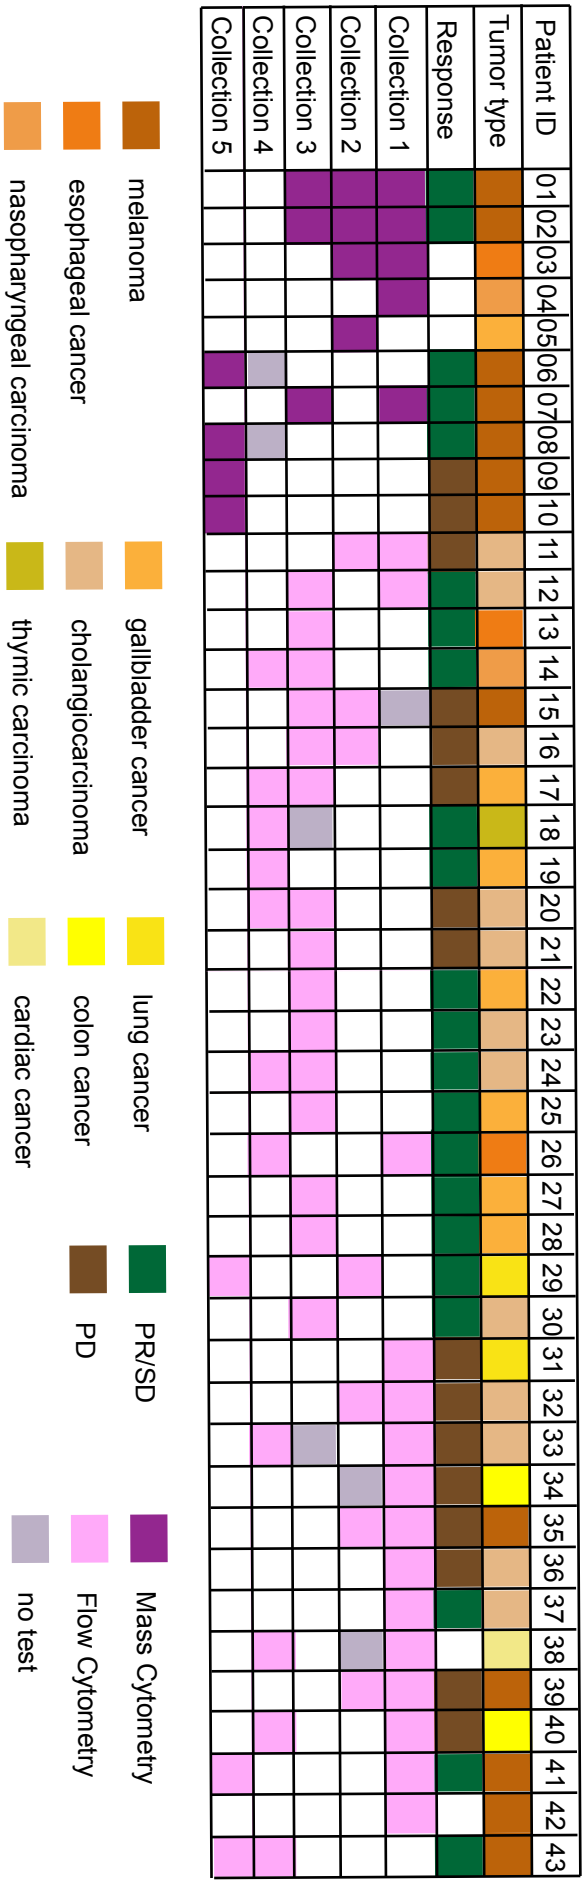 Patient ID 01 02 03 04 05 06 07 08 09 10 11 12 13 14 15 16 17 18 19 20 21 22 23 24 25 26 27 28 29 30 31 32 33 34 35 36 37 38 39 40 41 42 43
Tumor type
Response
Collection 1
Collection 2
Collection 3
Collection 4
Collection 5
melanoma gallbladder cancer lung cancer PR/SD Mass Cytometry
esophageal cancer cholangiocarcinoma colon cancer PD Flow Cytometry
nasopharyngeal carcinoma thymic carcinoma cardiac cancer no test